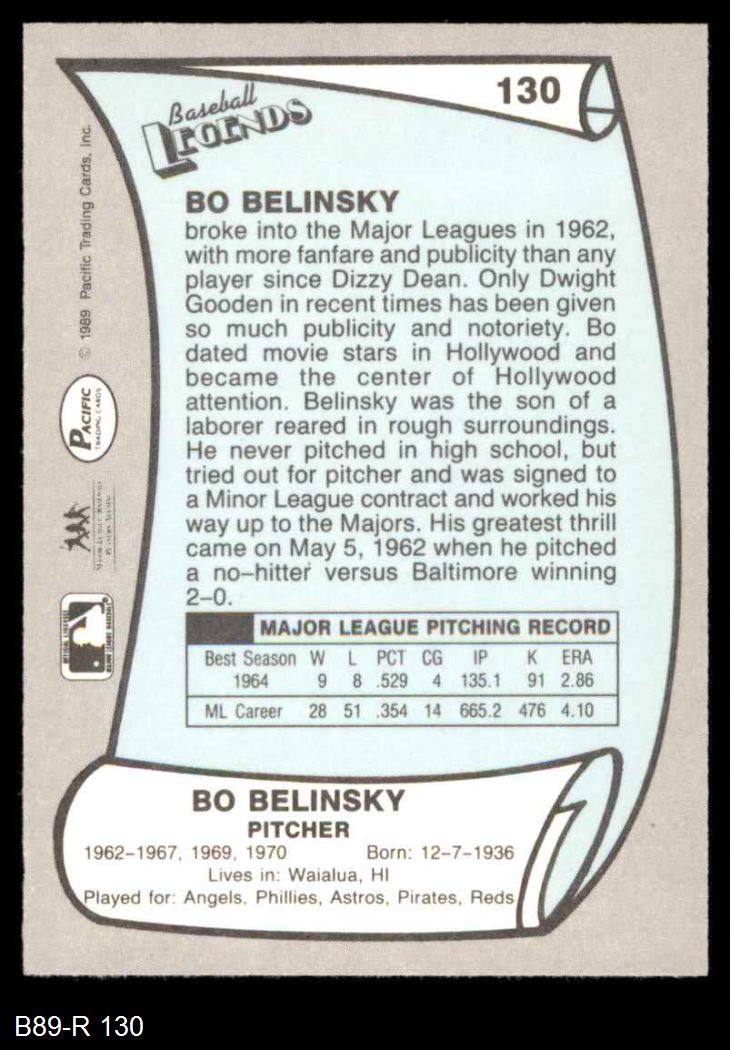 130
Baseball
LEGENDS
BO BELINSKY
broke into the Major Leagues in 1962,
with more fanfare and publicity than any
player since Dizzy Dean. Only Dwight
Gooden in recent times has been given
so much publicity and notoriety. Bo
dated movie stars in Hollywood and
became the center of Hollywood
attention. Belinsky was the son of a
laborer reared in rough surroundings.
He never pitched in high school, but
tried out for pitcher and was signed to
a Minor League contract and worked his
way up to the Majors. His greatest thrill
came on May 5, 1962 when he pitched
a no–hitter versus Baltimore winning
2–0.
MAJOR LEAGUE PITCHING RECORD
Best Season W L PCT CG IP K ERA
1964 9 8 .529 4 135.1 91 2.86
ML Career 28 51 .354 14 665.2 476 4.10
BO BELINSKY
PITCHER
1962–1967, 1969, 1970 Born: 12–7–1936
Lives in: Waialua, HI
Played for: Angels, Phillies, Astros, Pirates, Reds
© 1989 Pacific Trading Cards, Inc.
PACIFIC
TRADING CARDS
B89-R 130